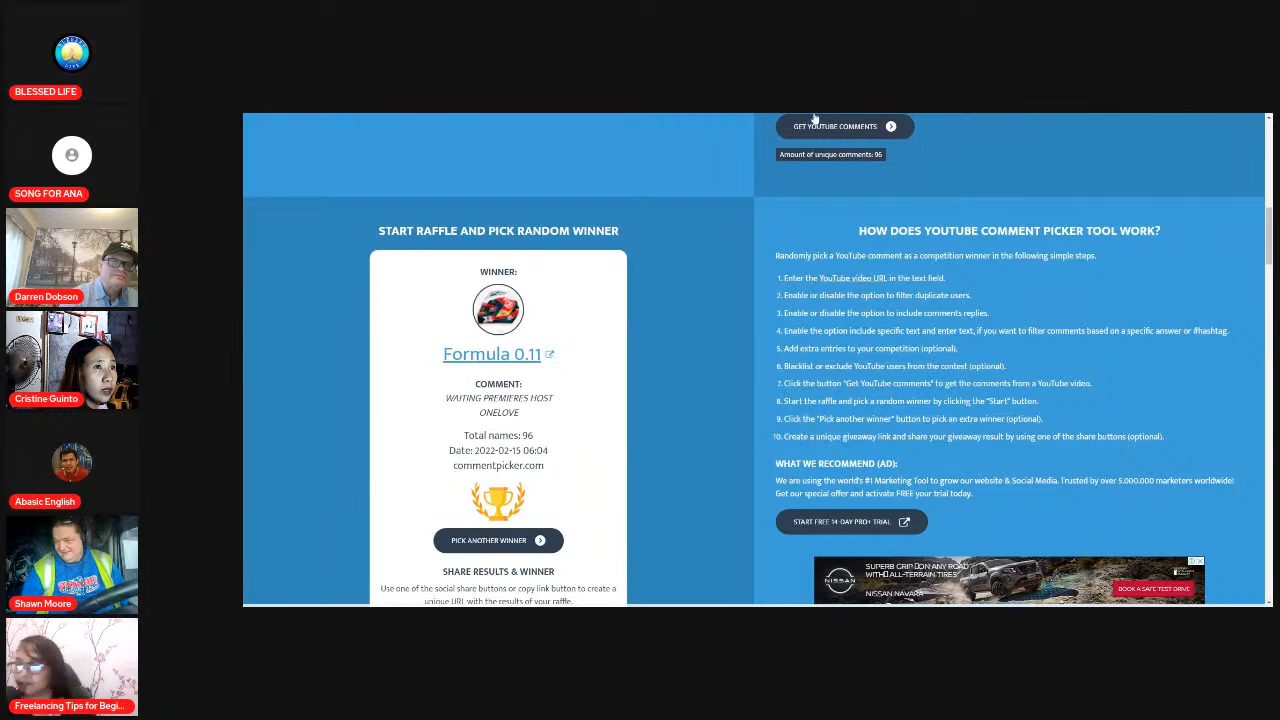 BLESSED LIFE
SONG FOR ANA
Darren Dobson
Cristine Guinto
Abasic English
Shawn Moore
Freelancing Tips for Begi...
GET YOUTUBE COMMENTS
Amount of unique comments: 96
START RAFFLE AND PICK RANDOM WINNER
WINNER:
Formula 0.11
COMMENT:
WAITING PREMIERES HOST
ONELOVE
Total names: 96
Date: 2022-02-15 06:04
commentpicker.com
PICK ANOTHER WINNER
SHARE RESULTS & WINNER
Use one of the social share buttons or copy link button to create a
unique URL with the results of your raffle.
HOW DOES YOUTUBE COMMENT PICKER TOOL WORK?
Randomly pick a YouTube comment as a competition winner in the following simple steps.
1. Enter the YouTube video URL in the text field.
2. Enable or disable the option to filter duplicate users.
3. Enable or disable the option to include comments replies.
4. Enable the option include specific text and enter text, if you want to filter comments based on a specific answer or #hashtag.
5. Add extra entries to your competition (optional).
6. Blacklist or exclude YouTube users from the contest (optional).
7. Click the button "Get YouTube comments" to get the comments from a YouTube video.
8. Start the raffle and pick a random winner by clicking the "Start" button.
9. Click the "Pick another winner" button to pick an extra winner (optional).
10. Create a unique giveaway link and share your giveaway result by using one of the share buttons (optional).
WHAT WE RECOMMEND (AD):
We are using the world's #1 Marketing Tool to grow our website & Social Media. Trusted by over 5.000.000 marketers worldwide!
Get our special offer and activate FREE your trial today.
START FREE 14-DAY PRO+ TRIAL
NISSAN
SUPERB GRIP ON ANY ROAD
WITH ALL-TERRAIN TIRES
NISSAN NAVARA
BOOK A SAFE TEST DRIVE